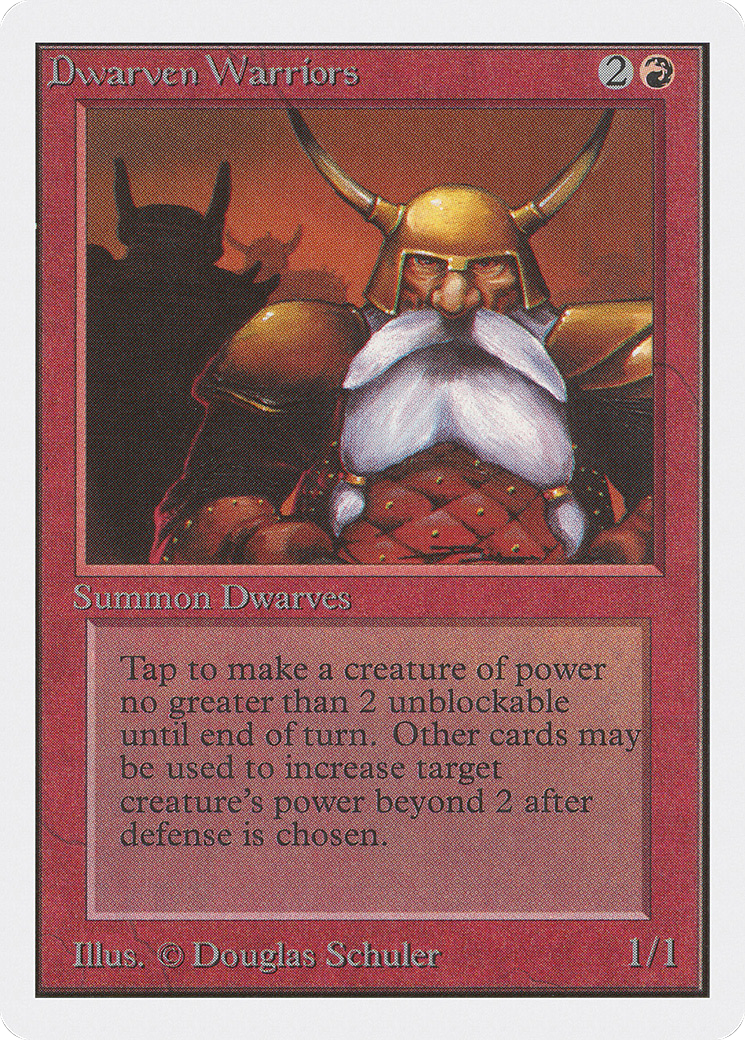 Dwarven Warriors 2
Summon Dwarves
Tap to make a creature of power
no greater than 2 unblockable
until end of turn. Other cards may
be used to increase target
creature's power beyond 2 after
defense is chosen.
Illus. © Douglas Schuler 1/1